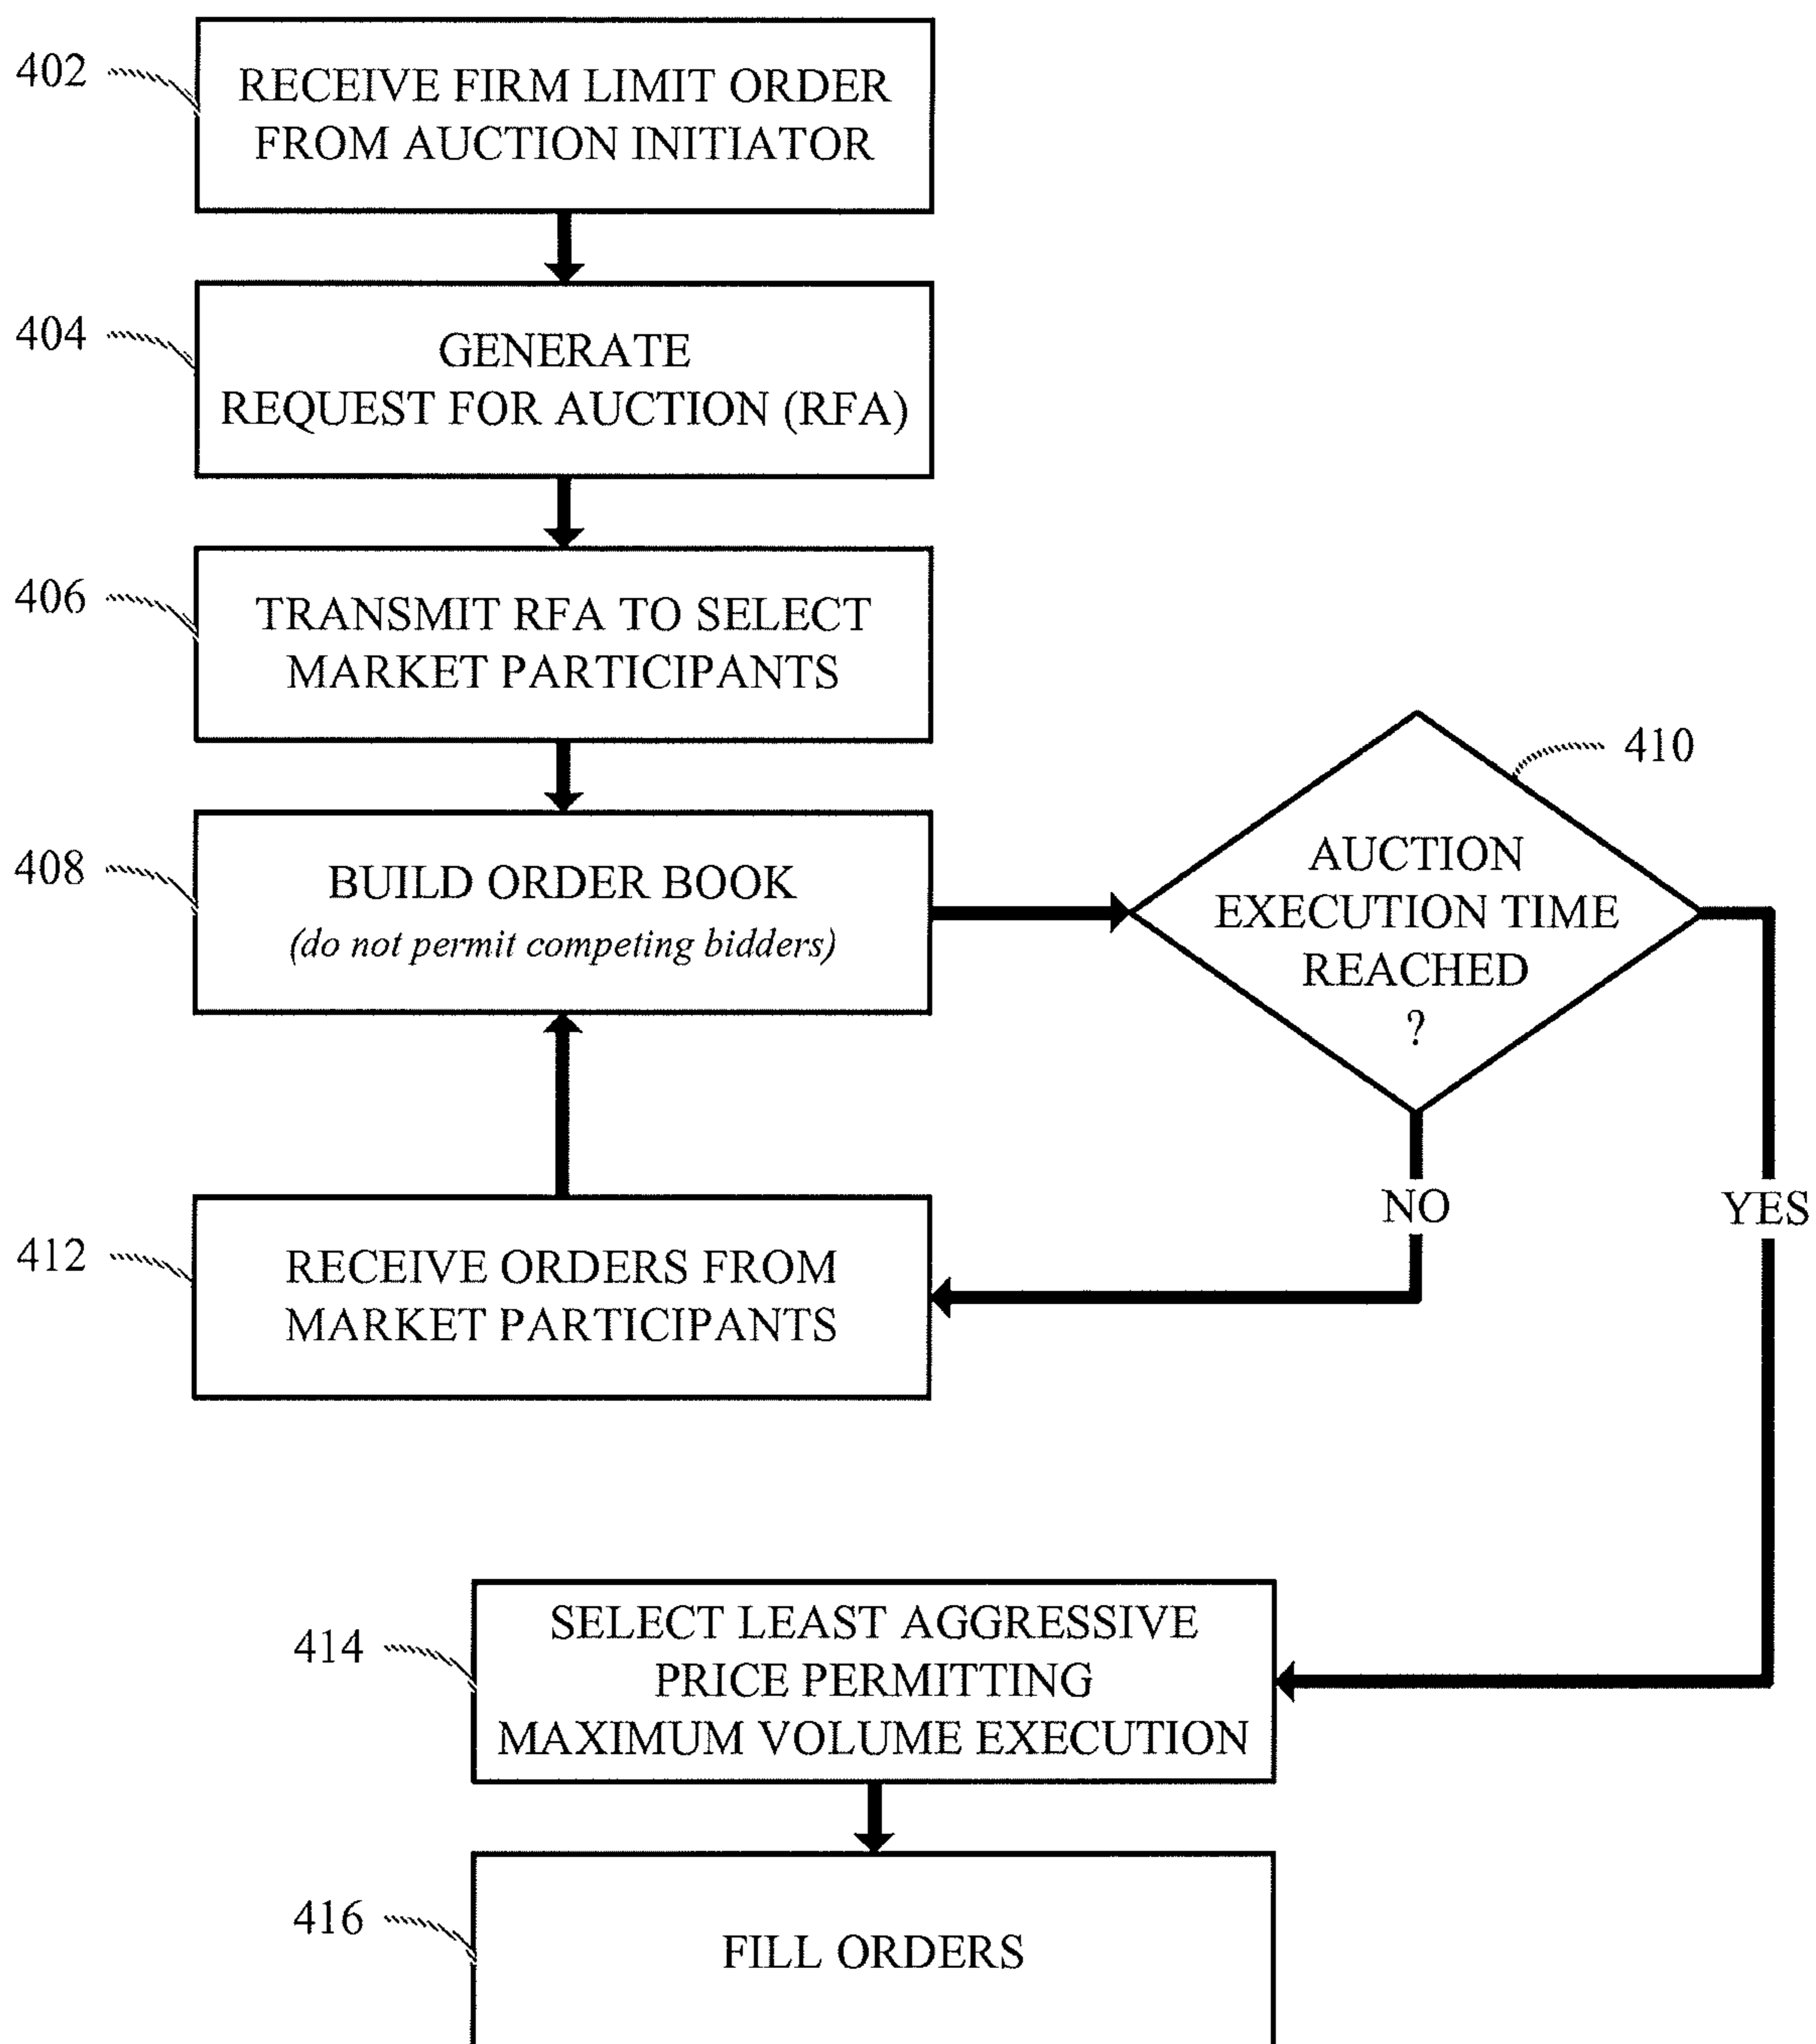 402
RECEIVE FIRM LIMIT ORDER
FROM AUCTION INITIATOR
404
GENERATE
REQUEST FOR AUCTION (RFA)
406
TRANSMIT RFA TO SELECT
MARKET PARTICIPANTS
408
BUILD ORDER BOOK
(do not permit competing bidders)
410
AUCTION
EXECUTION TIME
REACHED
?
NO
YES
412
RECEIVE ORDERS FROM
MARKET PARTICIPANTS
414
SELECT LEAST AGGRESSIVE
PRICE PERMITTING
MAXIMUM VOLUME EXECUTION
416
FILL ORDERS